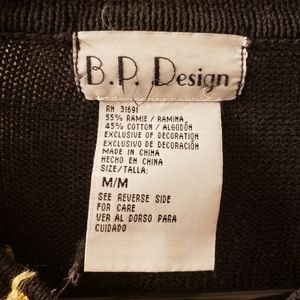 B.P. Design
RN 31691
55% RAMIE / RAMINA,
45% COTTON / ALGODÓN
EXCLUSIVE OF DECORATION
EXCLUSIVO DE DECORACIÓN
MADE IN CHINA
HECHO EN CHINA
SIZE/TALLA:
M/M
SEE REVERSE SIDE
FOR CARE
VER AL DORSO PARA
CUIDADO